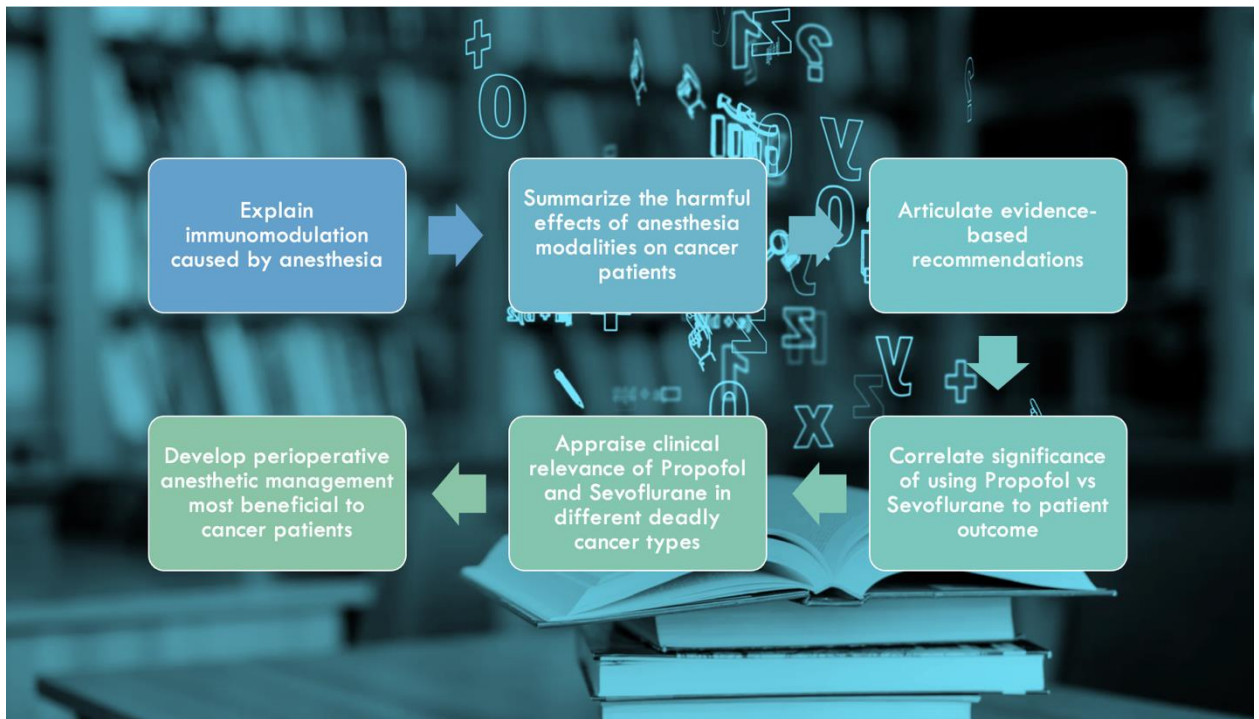 Explain
immunomodulation
caused by anesthesia
Summarize the harmful
effects of anesthesia
modalities on cancer
patients
Articulate evidence-
based
recommendations
Correlate significance
of using Propofol vs
Sevoflurane to patient
outcome
Appraise clinical
relevance of Propofol
and Sevoflurane in
different deadly
cancer types
Develop perioperative
anesthetic management
most beneficial to
cancer patients